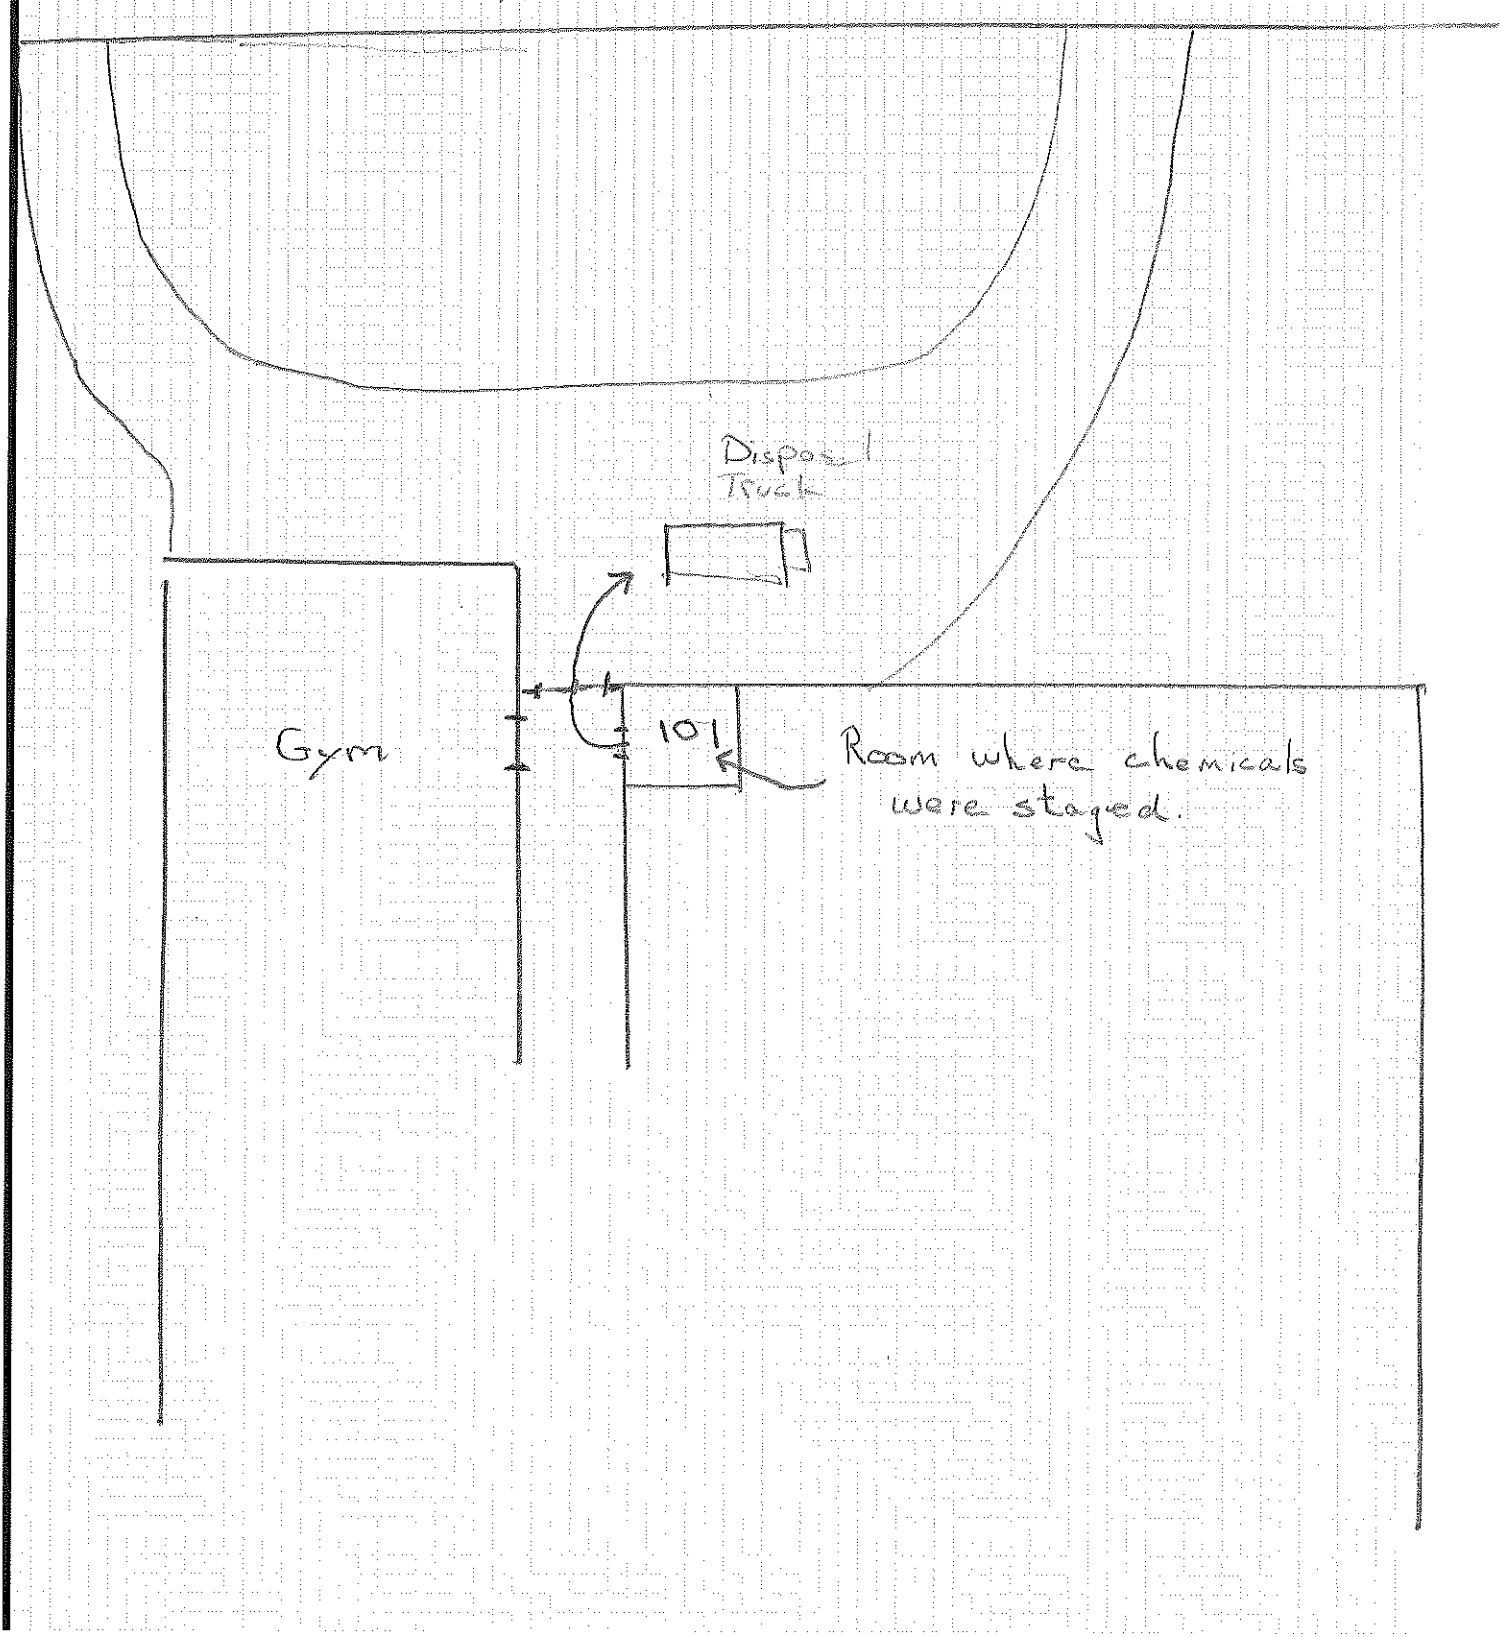 Disposal
Truck
Gym
101
Room where chemicals
were staged.